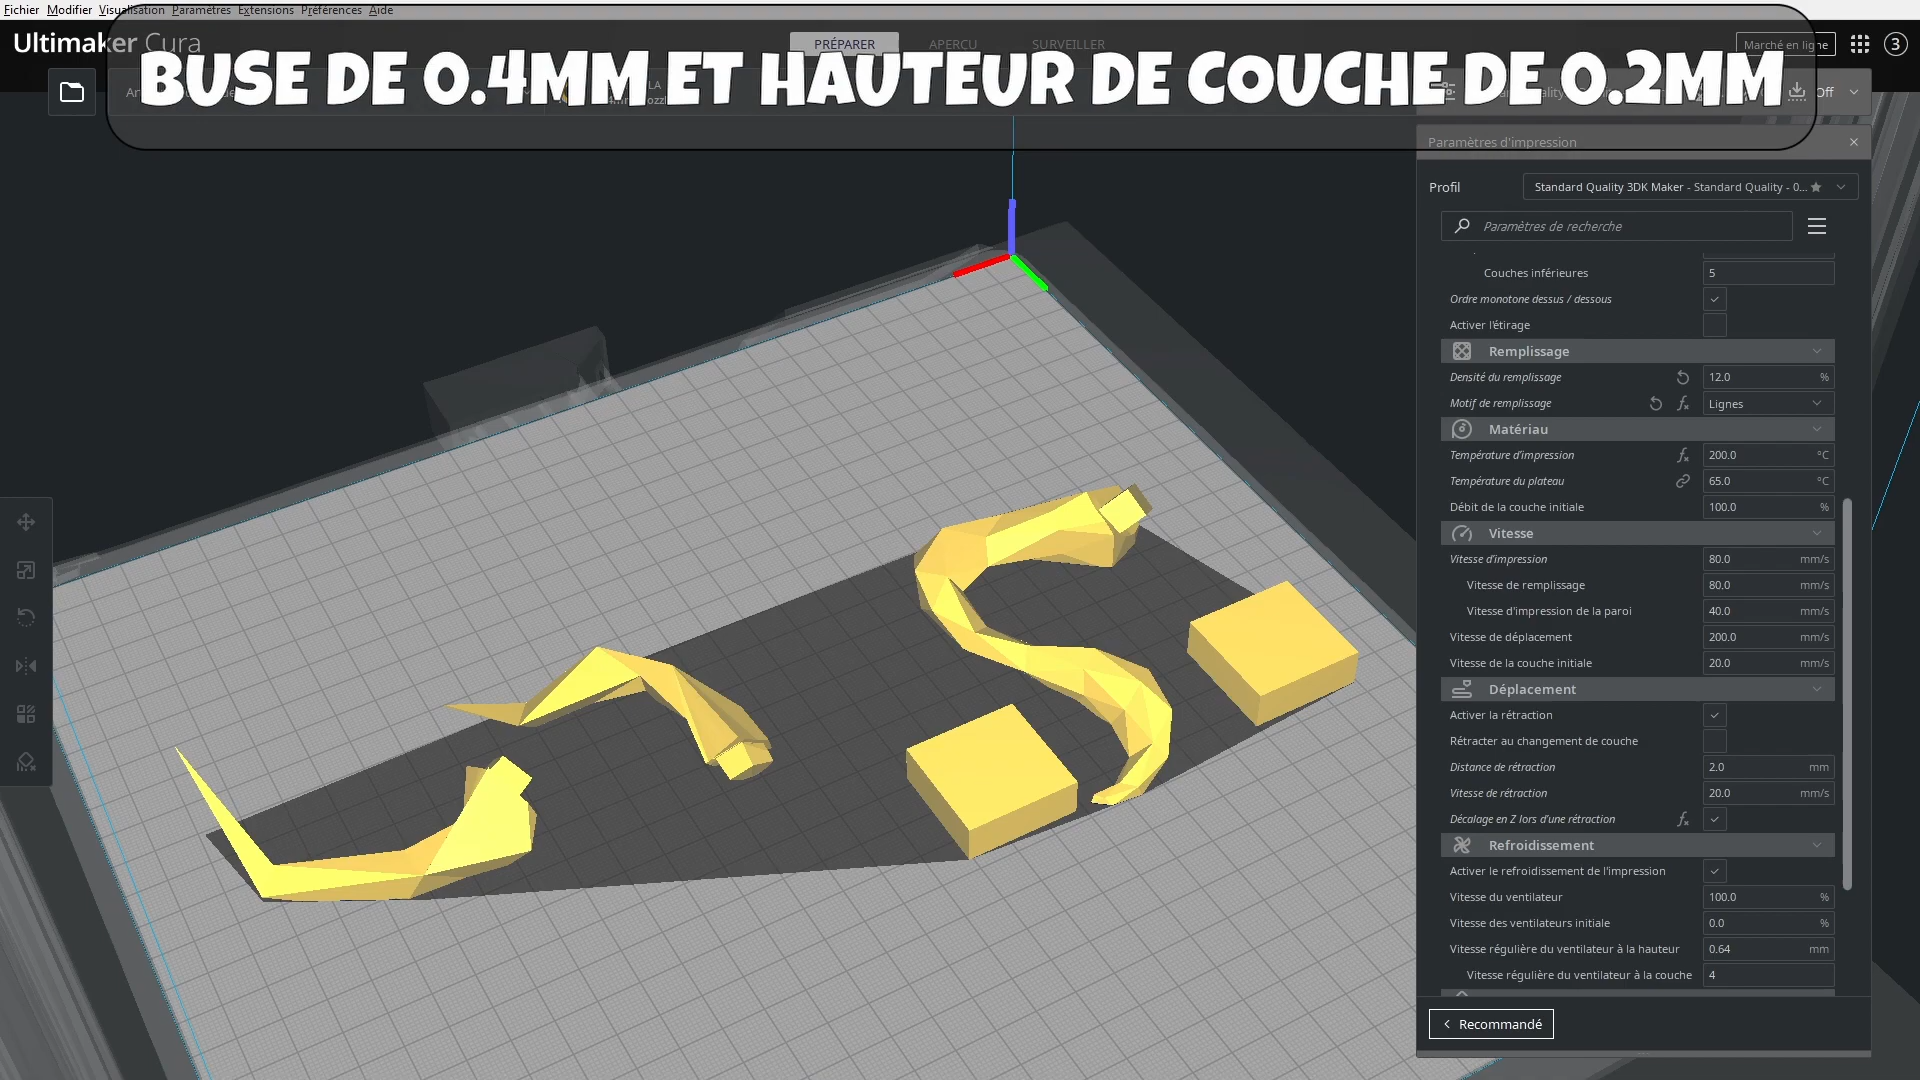 Fichier Modifier Visualisation Paramètres Extensions Préférences Aide
Ultimaker Cura
PRÉPARER APERCU SURVEILLER
Marché en ligne
3
BUSE DE 0.4MM ET HAUTEUR DE COUCHE DE 0.2MM
Off
Paramètres d'impression
Profil
Standard Quality 3DK Maker - Standard Quality - 0...
Paramètres de recherche
Couches inférieures 5
Ordre monotone dessus / dessous
Activer l'étirage
Remplissage
Densité du remplissage 12.0 %
Motif de remplissage Lignes
Matériau
Température d'impression 200.0 °C
Température du plateau 65.0 °C
Débit de la couche initiale 100.0 %
Vitesse
Vitesse d'impression 80.0 mm/s
Vitesse de remplissage 80.0 mm/s
Vitesse d'impression de la paroi 40.0 mm/s
Vitesse de déplacement 200.0 mm/s
Vitesse de la couche initiale 20.0 mm/s
Déplacement
Activer la rétraction
Rétracter au changement de couche
Distance de rétraction 2.0 mm
Vitesse de rétraction 20.0 mm/s
Décalage en Z lors d'une rétraction
Refroidissement
Activer le refroidissement de l'impression
Vitesse du ventilateur 100.0 %
Vitesse des ventilateurs initiale 0.0 %
Vitesse régulière du ventilateur à la hauteur 0.64 mm
Vitesse régulière du ventilateur à la couche 4
Recommandé